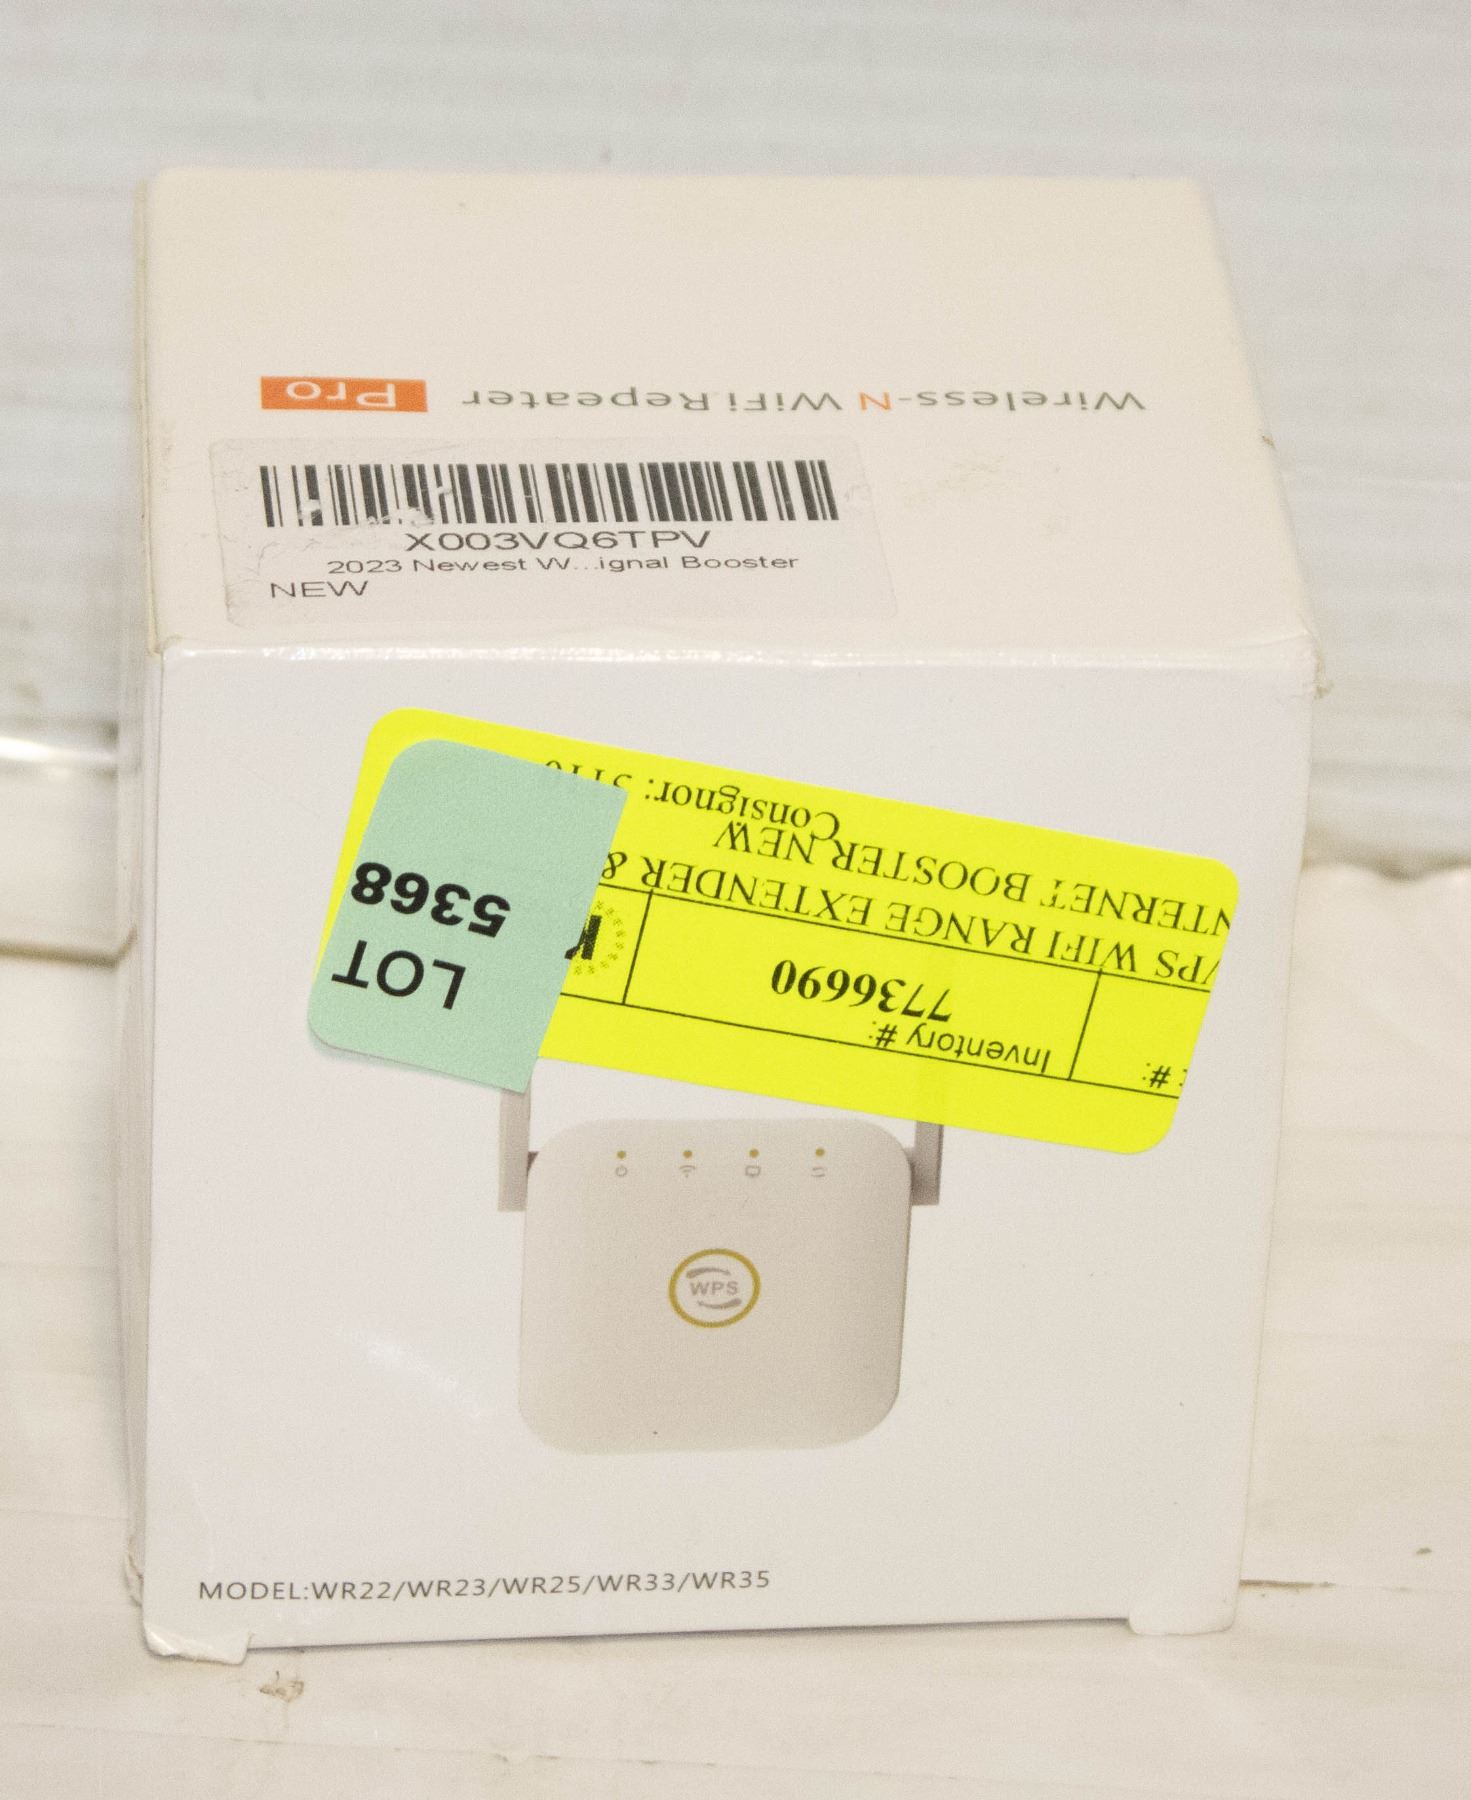 Wireless-N WiFi Repeater Pro
X003VQ6TPV
2023 Newest W...ignal Booster
NEW
LOT
5368
#:
Inventory #:
7736690
K
PS WIFI RANGE EXTENDER &
NTERNET BOOSTER NEW
Consignor:
WPS
MODEL:WR22/WR23/WR25/WR33/WR35